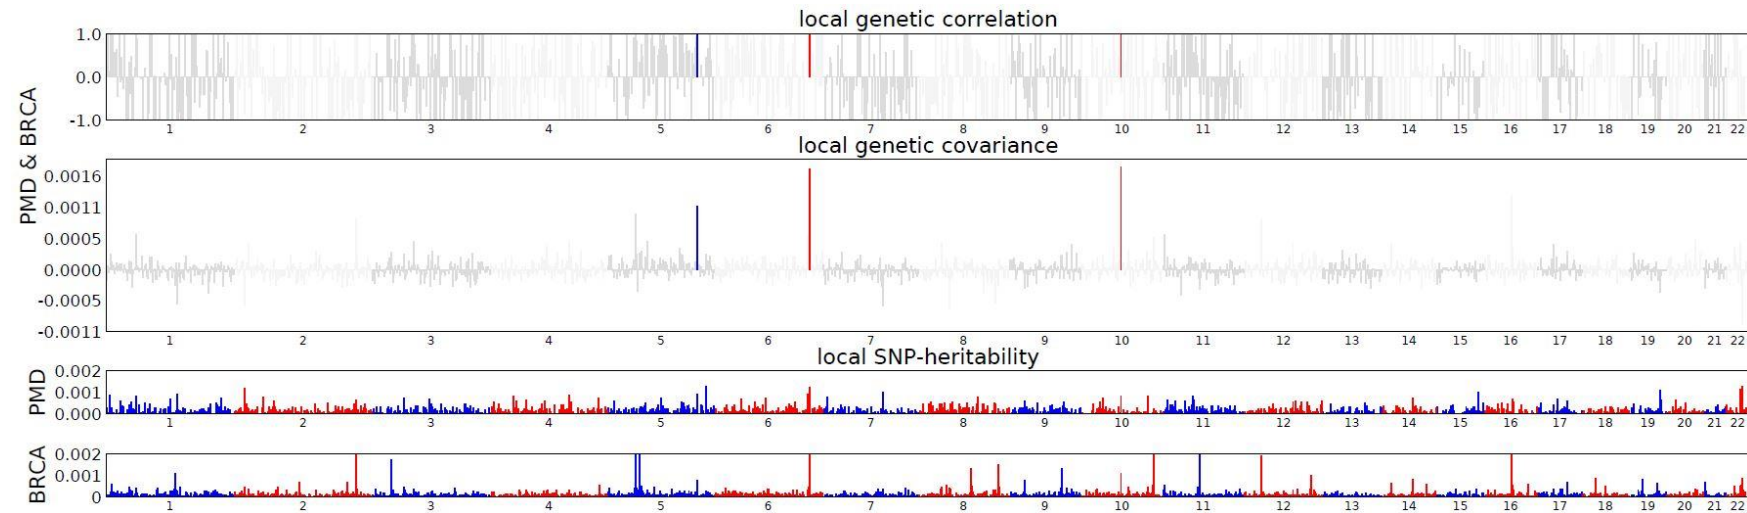 local genetic correlation
PMD & BRCA
1.0
0.0
-1.0
1 2 3 4 5 6 7 8 9 10 11 12 13 14 15 16 17 18 19 20 21 22
local genetic covariance
0.0016
0.0011
0.0005
0.0000
-0.0005
-0.0011
1 2 3 4 5 6 7 8 9 10 11 12 13 14 15 16 17 18 19 20 21 22
local SNP-heritability
PMD
0.002
0.001
0.000
1 2 3 4 5 6 7 8 9 10 11 12 13 14 15 16 17 18 19 20 21 22
BRCA
0.002
0.001
0
1 2 3 4 5 6 7 8 9 10 11 12 13 14 15 16 17 18 19 20 21 22